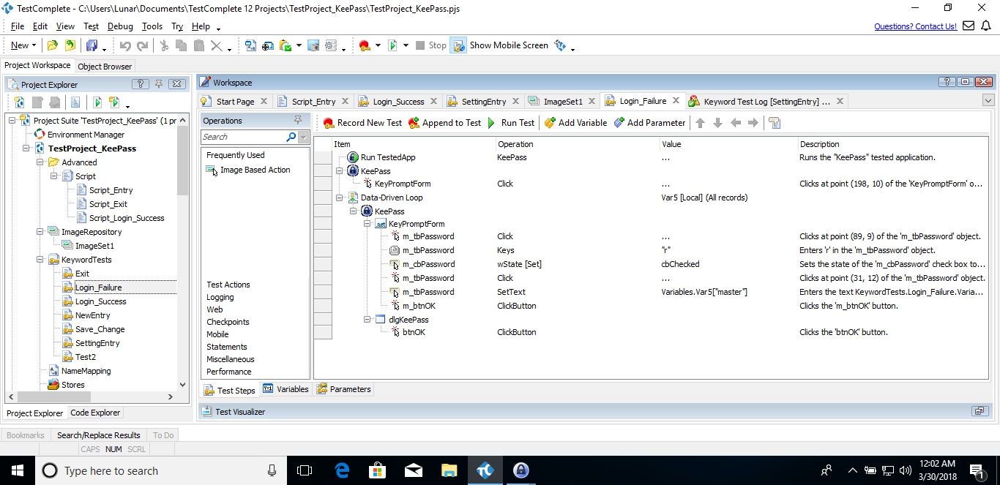 TestComplete - C:\Users\Lunar\Documents\TestComplete 12 Projects\TestProject_KeePass\TestProject_KeePass.pjs
File Edit View Test Debug Tools Try Help
Questions? Contact Us!
New Stop Show Mobile Screen
Project Workspace Object Browser
Project Explorer
Project Suite 'TestProject_KeePass' (1 pr
Environment Manager
TestProject_KeePass
Advanced
Script
Script_Entry
Script_Exit
Script_Login_Success
ImageRepository
ImageSet1
KeywordTests
Exit
Login_Failure
Login_Success
NewEntry
Save_Change
SettingEntry
Test2
NameMapping
Stores
Project Explorer Code Explorer
Workspace
Start Page Script_Entry Login_Success SettingEntry ImageSet1 Login_Failure Keyword Test Log [SettingEntry] ...
Operations
Search
Frequently Used
Image Based Action
Test Actions
Logging
Web
Checkpoints
Mobile
Statements
Miscellaneous
Performance
Record New Test Append to Test Run Test Add Variable Add Parameter
Item Operation Value Description
Run TestedApp KeePass ... Runs the "KeePass" tested application.
KeePass
KeyPromptForm Click Clicks at point (198, 10) of the 'KeyPromptForm' o...
Data-Driven Loop Var5 [Local] (All records)
KeePass
.net KeyPromptForm
m_tbPassword Click ... Clicks at point (89, 9) of the 'm_tbPassword' object.
m_tbPassword Keys "r" Enters 'r' in the 'm_tbPassword' object.
m_cbPassword wState [Set] cbChecked Sets the state of the 'm_cbPassword' check box to...
m_tbPassword Click ... Clicks at point (31, 12) of the 'm_tbPassword' object.
m_tbPassword SetText Variables.Var5["master"] Enters the text KeywordTests.Login_Failure.Varia...
m_btnOK ClickButton Clicks the 'm_btnOK' button.
dlgKeePass
btnOK ClickButton Clicks the 'btnOK' button.
Test Steps Variables Parameters
Test Visualizer
Bookmarks Search/Replace Results To Do
CAPS NUM SCRL
Type here to search
12:02 AM
3/30/2018
1